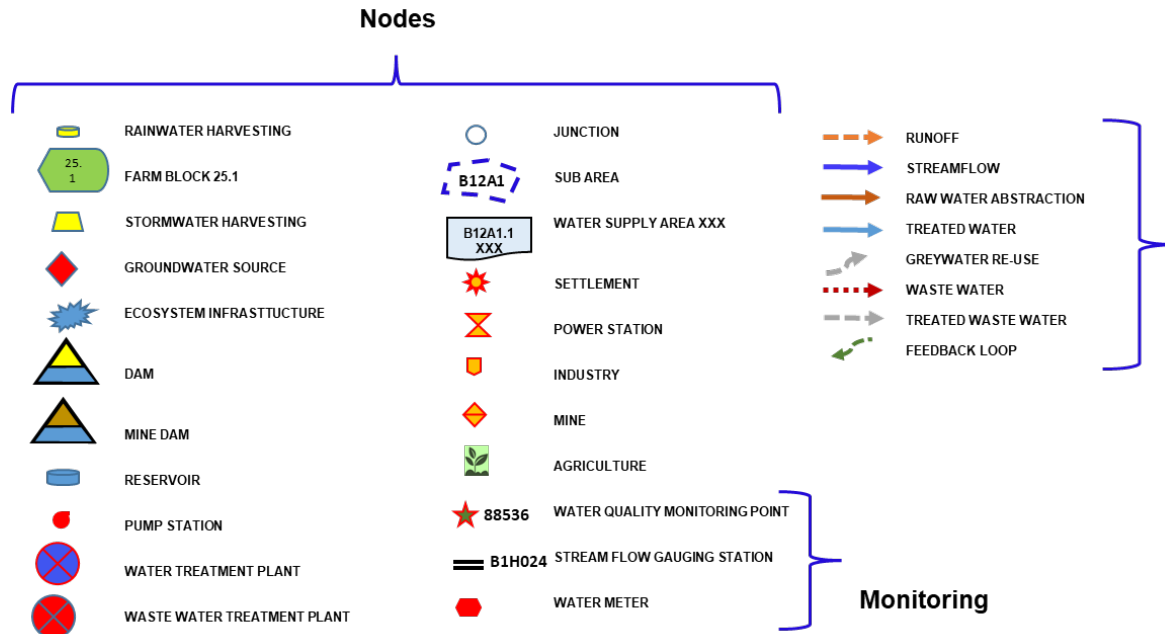 Nodes
RAINWATER HARVESTING
25.
1
FARM BLOCK 25.1
STORMWATER HARVESTING
GROUNDWATER SOURCE
ECOSYSTEM INFRASTTUCTURE
DAM
MINE DAM
RESERVOIR
PUMP STATION
WATER TREATMENT PLANT
WASTE WATER TREATMENT PLANT
JUNCTION
B12A1
SUB AREA
B12A1.1
XXX
WATER SUPPLY AREA XXX
SETTLEMENT
POWER STATION
INDUSTRY
MINE
AGRICULTURE
88536
WATER QUALITY MONITORING POINT
B1H024
STREAM FLOW GAUGING STATION
WATER METER
Monitoring
RUNOFF
STREAMFLOW
RAW WATER ABSTRACTION
TREATED WATER
GREYWATER RE-USE
WASTE WATER
TREATED WASTE WATER
FEEDBACK LOOP